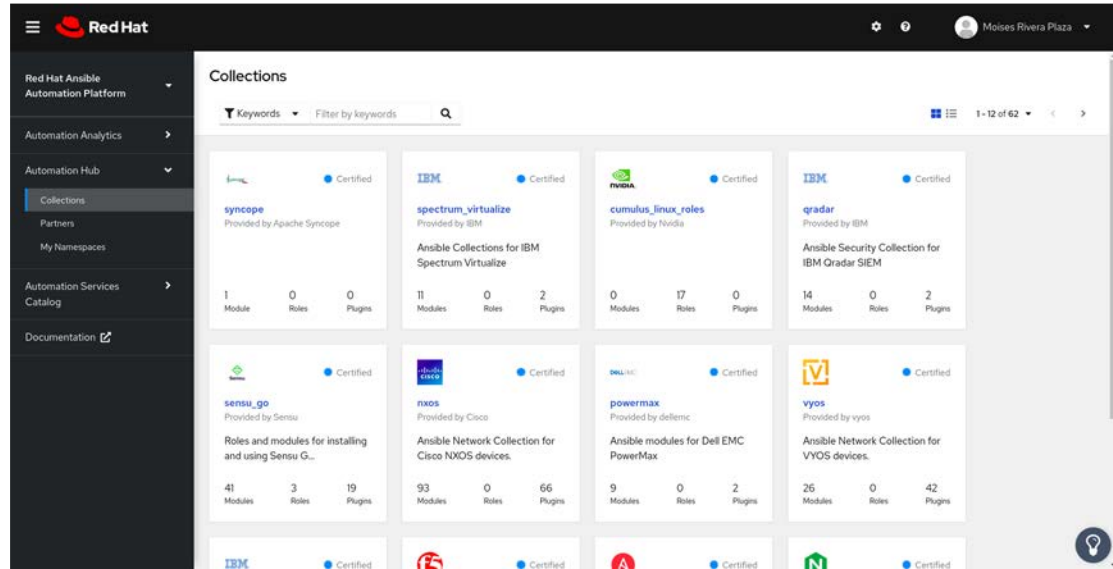 Red Hat
Moises Rivera Plaza
Red Hat Ansible
Automation Platform
Automation Analytics
Automation Hub
Collections
Partners
My Namespaces
Automation Services
Catalog
Documentation
Collections
Keywords
Filter by keywords
1 - 12 of 62
Certified
syncope
Provided by Apache Syncope
1 0 0
Module Roles Plugins
IBM
Certified
spectrum_virtualize
Provided by IBM
Ansible Collections for IBM
Spectrum Virtualize
11 0 2
Modules Roles Plugins
NVIDIA
Certified
cumulus_linux_roles
Provided by Nvidia
0 17 0
Modules Roles Plugins
IBM
Certified
qradar
Provided by IBM
Ansible Security Collection for
IBM Qradar SIEM
14 0 2
Modules Roles Plugins
Sensu
Certified
sensu_go
Provided by Sensu
Roles and modules for installing
and using Sensu G...
41 3 19
Modules Roles Plugins
CISCO
Certified
nxos
Provided by Cisco
Ansible Network Collection for
Cisco NXOS devices.
93 0 66
Modules Roles Plugins
DELL EMC
Certified
powermax
Provided by dellemc
Ansible modules for Dell EMC
PowerMax
9 0 2
Modules Roles Plugins
V
Certified
vyos
Provided by vyos
Ansible Network Collection for
VYOS devices.
26 0 42
Modules Roles Plugins
IBM
Certified
f5
Certified
A
Certified
N
Certified